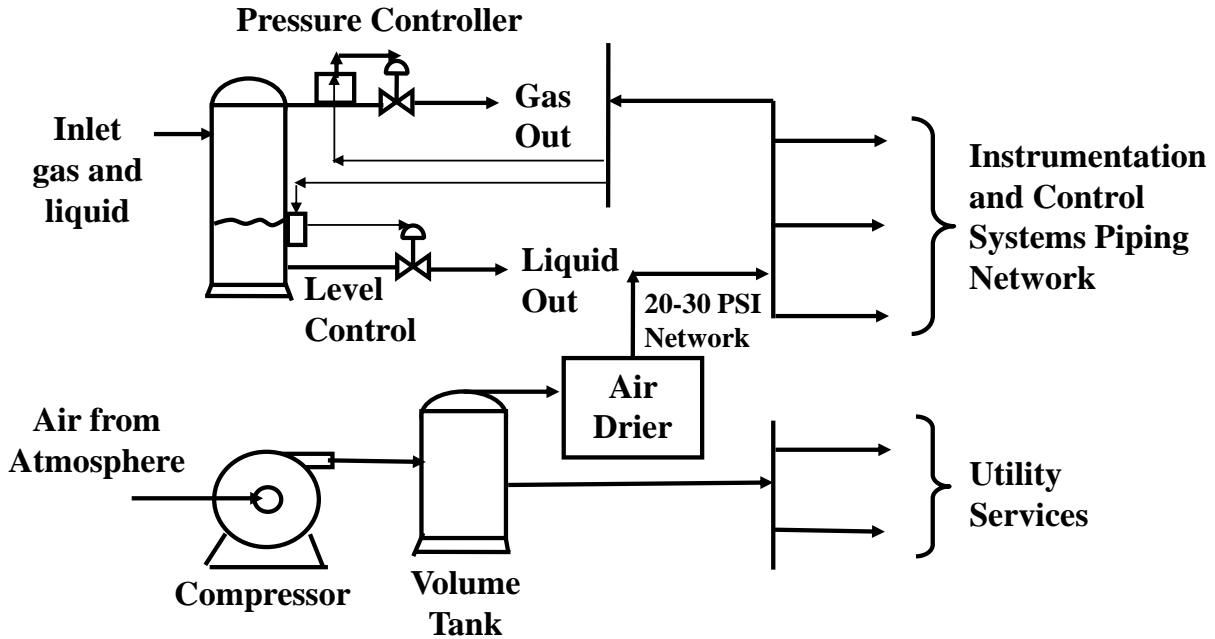 Pressure Controller
Inlet
gas and
liquid
Gas
Out
Instrumentation
and Control
Systems Piping
Network
Level
Control
Liquid
Out
20-30 PSI
Network
Air from
Atmosphere
Air
Drier
Utility
Services
Compressor
Volume
Tank